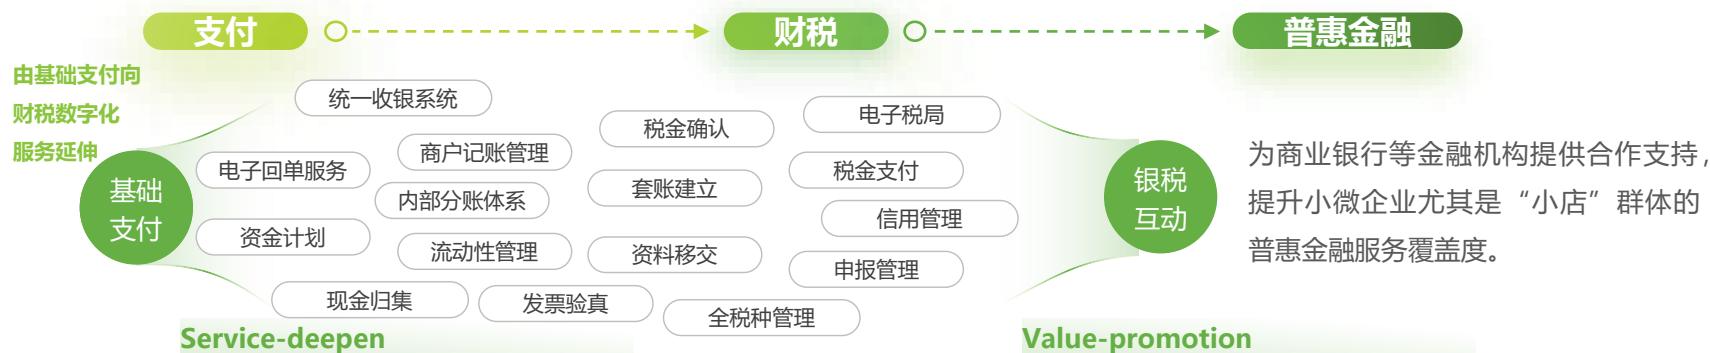 支付
财税
普惠金融
由基础支付向
财税数字化
服务延伸
基础
支付
统一收银系统
电子回单服务
资金计划
现金归集
商户记账管理
内部分账体系
流动性管理
发票验真
税金确认
套账建立
资料移交
全税种管理
电子税局
税金支付
信用管理
申报管理
银税
互动
为商业银行等金融机构提供合作支持，
提升小微企业尤其是“小店”群体的
普惠金融服务覆盖度。
Service-deepen
Value-promotion